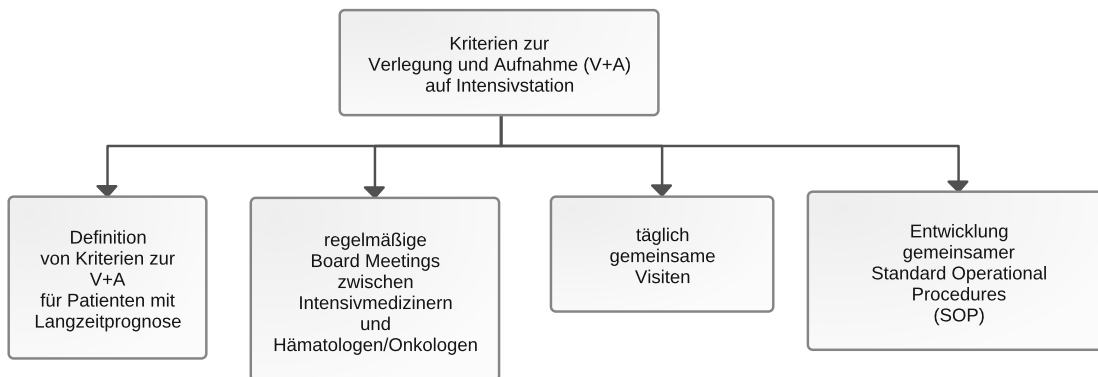 Kriterien zur
Verlegung und Aufnahme (V+A)
auf Intensivstation
Definition
von Kriterien zur
V+A
für Patienten mit
Langzeitprognose
regelmäßige
Board Meetings
zwischen
Intensivmedizinern
und
Hämatologen/Onkologen
täglich
gemeinsame
Visiten
Entwicklung
gemeinsamer
Standard Operational
Procedures
(SOP)